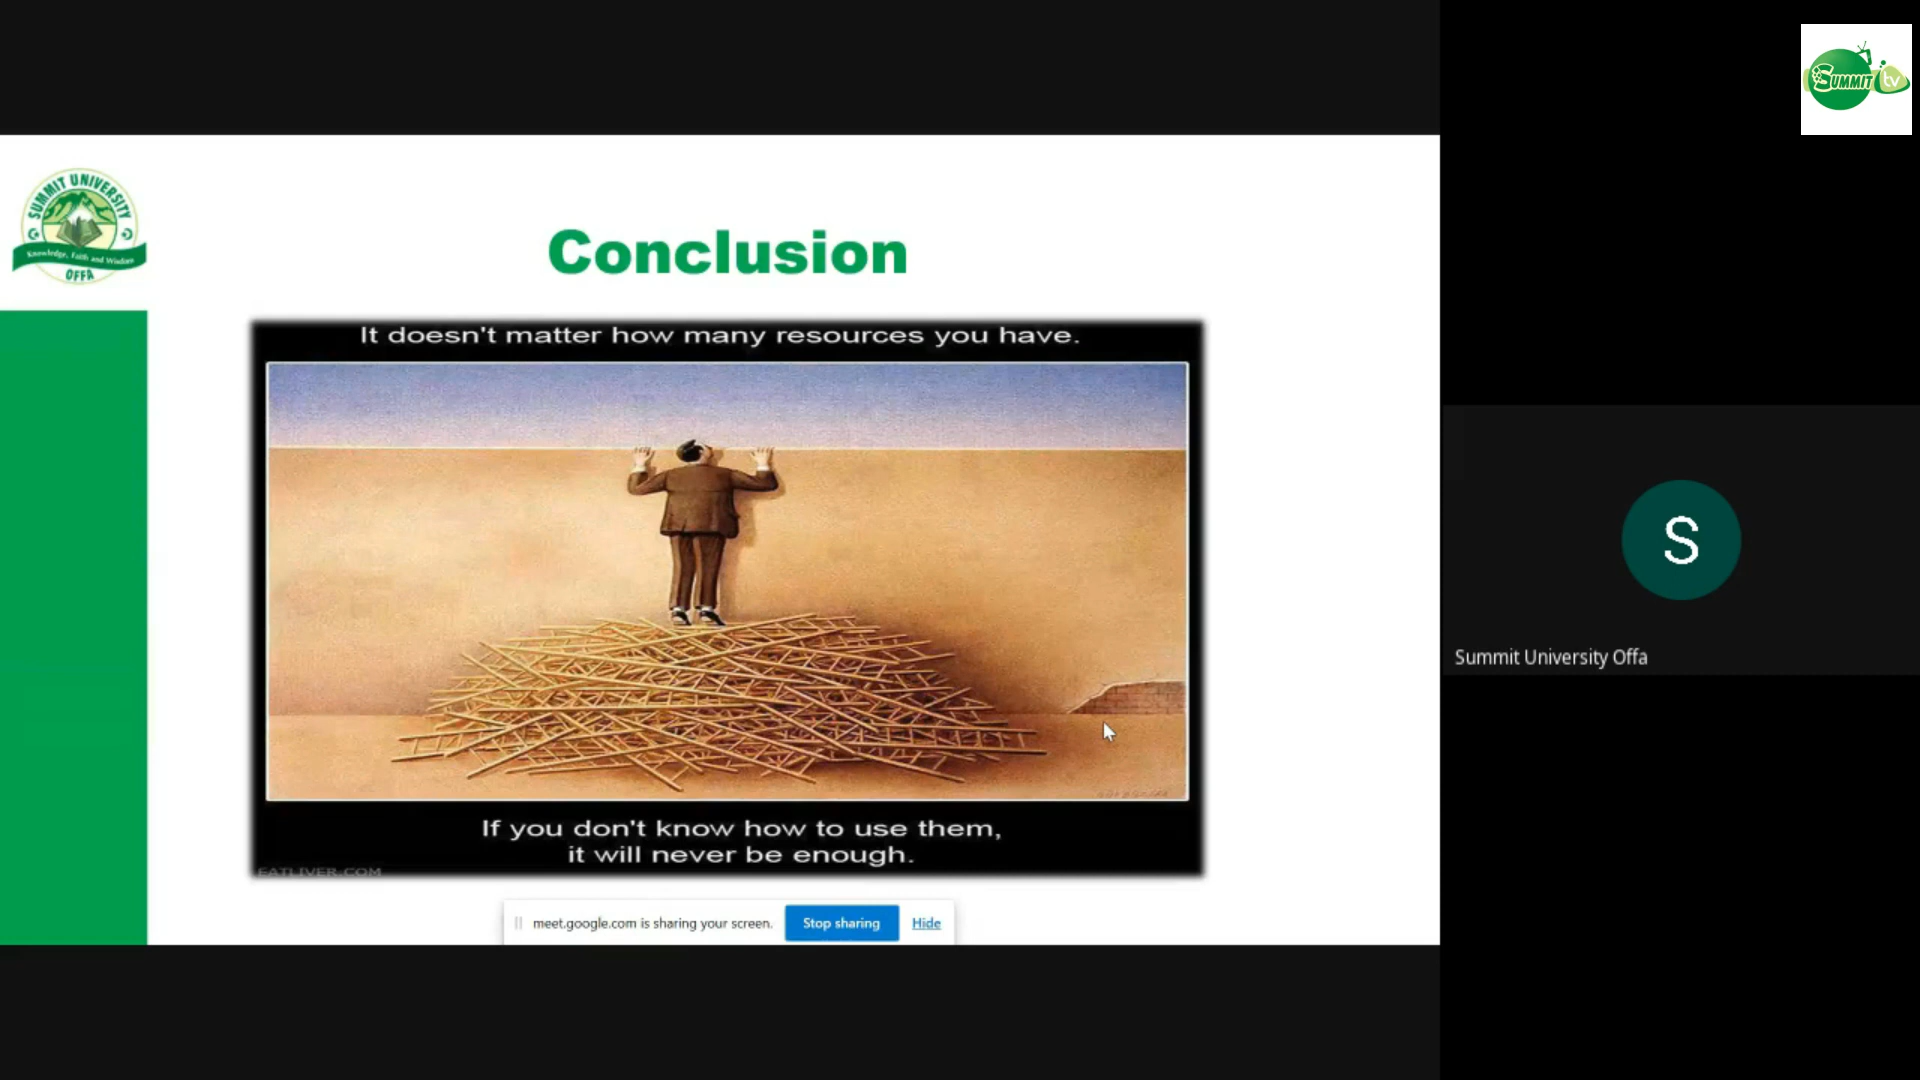 SUMMIT tv
SUMMIT UNIVERSITY
Knowledge, Faith and Wisdom
OFFA
Conclusion
It doesn't matter how many resources you have.
If you don't know how to use them,
it will never be enough.
EATLIVER.COM
meet.google.com is sharing your screen.
Stop sharing
Hide
S
Summit University Offa